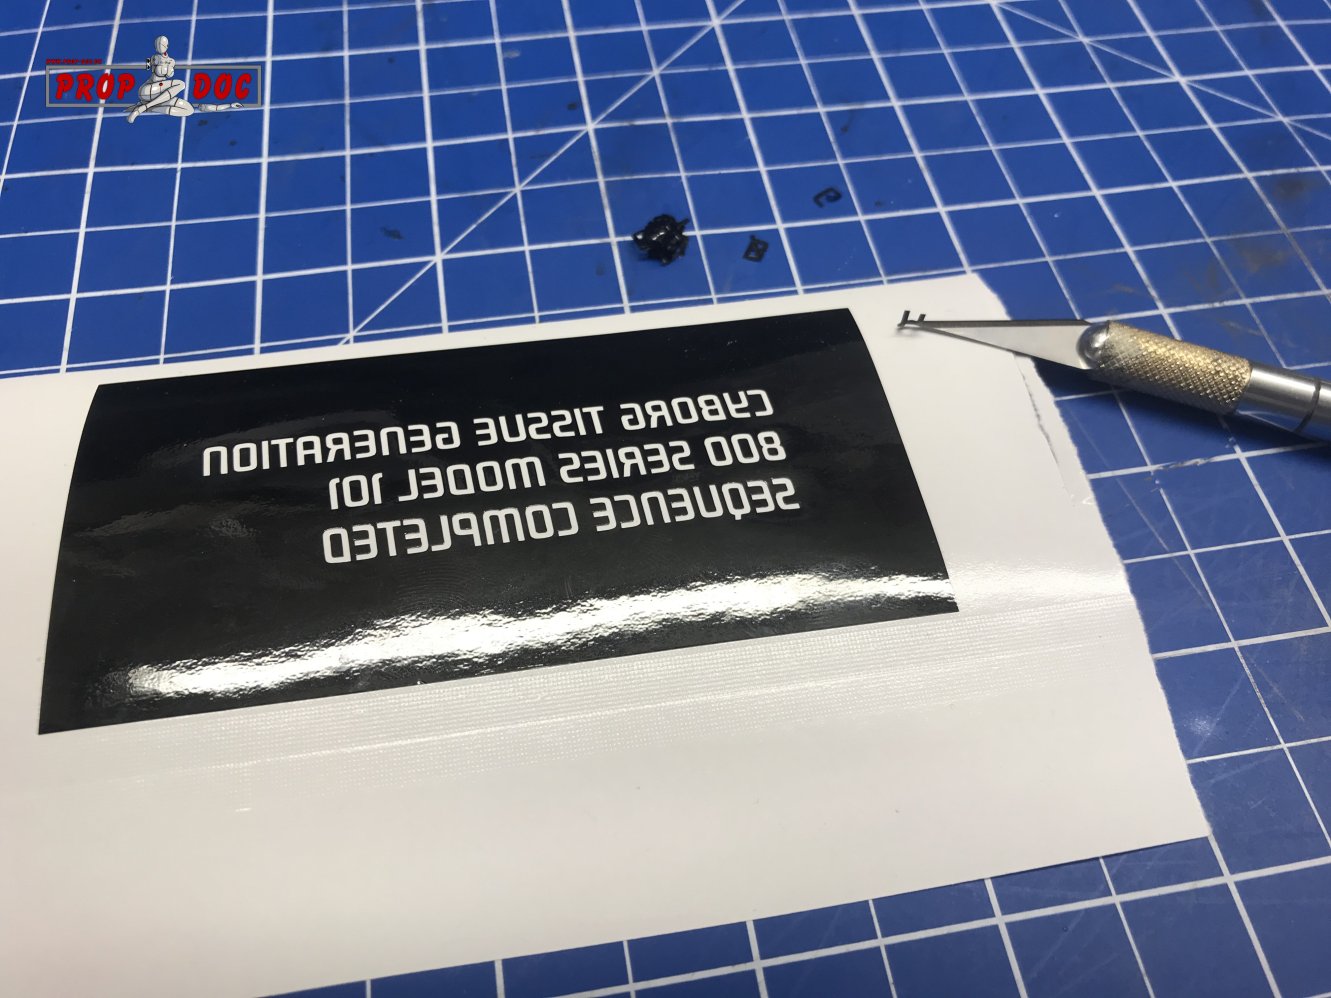 PROP DOC
CYBORG TISSUE GENERATION
800 SERIES MODEL 101
SEQUENCE COMPLETED